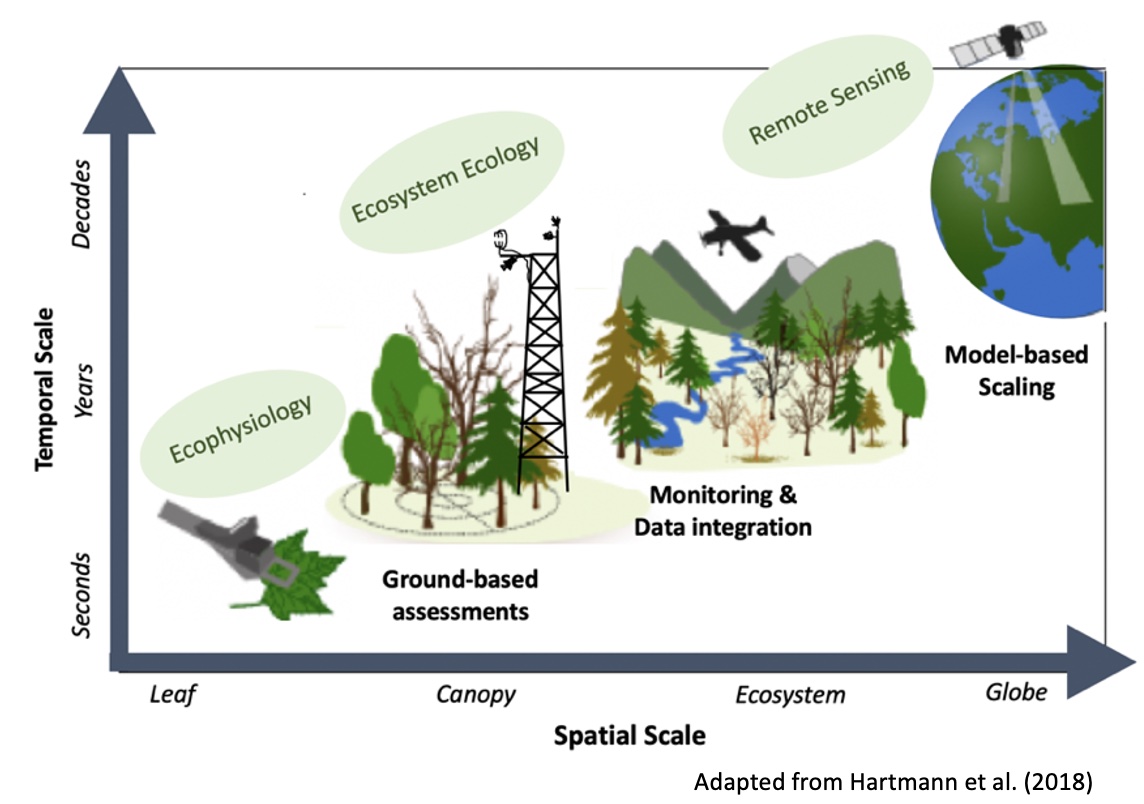 Remote Sensing
Ecosystem Ecology
Decades
Temporal Scale
Years
Model-based
Scaling
Ecophysiology
Monitoring &
Data integration
Seconds
Ground-based
assessments
Leaf
Canopy
Ecosystem
Globe
Spatial Scale
Adapted from Hartmann et al. (2018)